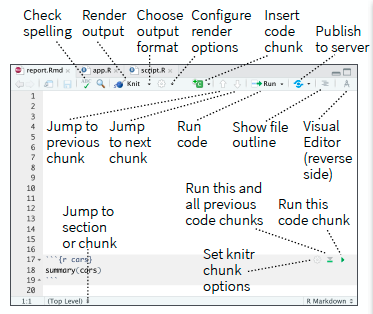 Check spelling
Render output
Choose output format
Configure render options
Insert code chunk
Publish to server
report.Rmd
app.R
script.R
ABC
Knit
Run
1
2
3
4
5
6
7
8
9
10
11
12
13
14
15
16
17
18
19
20
Jump to previous chunk
Jump to next chunk
Run code
Show file outline
Visual Editor (reverse side)
Run this and all previous code chunks
Run this code chunk
Jump to section or chunk
Set knitr chunk options
```{r cars}
summary(cars)
```
1:1
(Top Level)
R Markdown